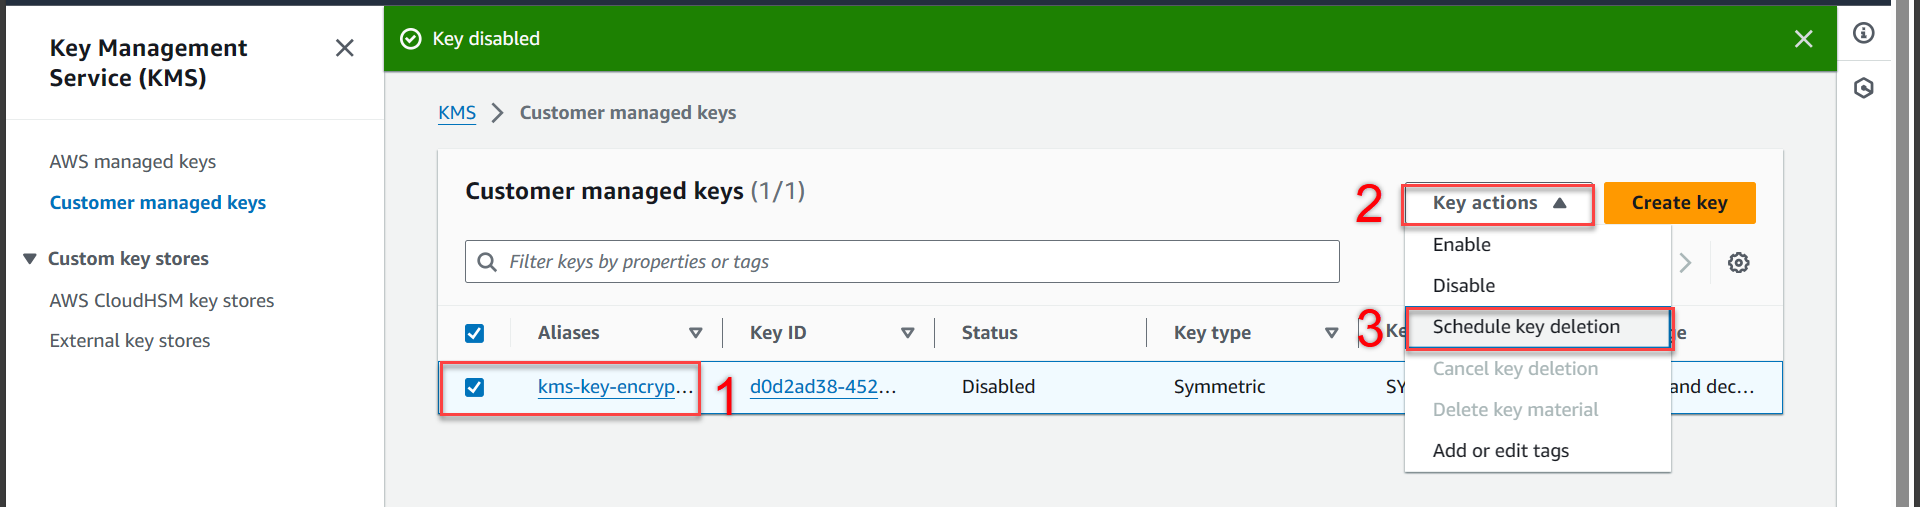 Key Management
Service (KMS)
AWS managed keys
Customer managed keys
Custom key stores
AWS CloudHSM key stores
External key stores
Key disabled
KMS > Customer managed keys
Customer managed keys (1/1)
2
Key actions
Create key
Filter keys by properties or tags
Enable
Disable
3
Schedule key deletion
Cancel key deletion
Delete key material
Add or edit tags
Aliases Key ID Status Key type
kms-key-encryp... 1 d0d2ad38-452... Disabled Symmetric SY and dec...